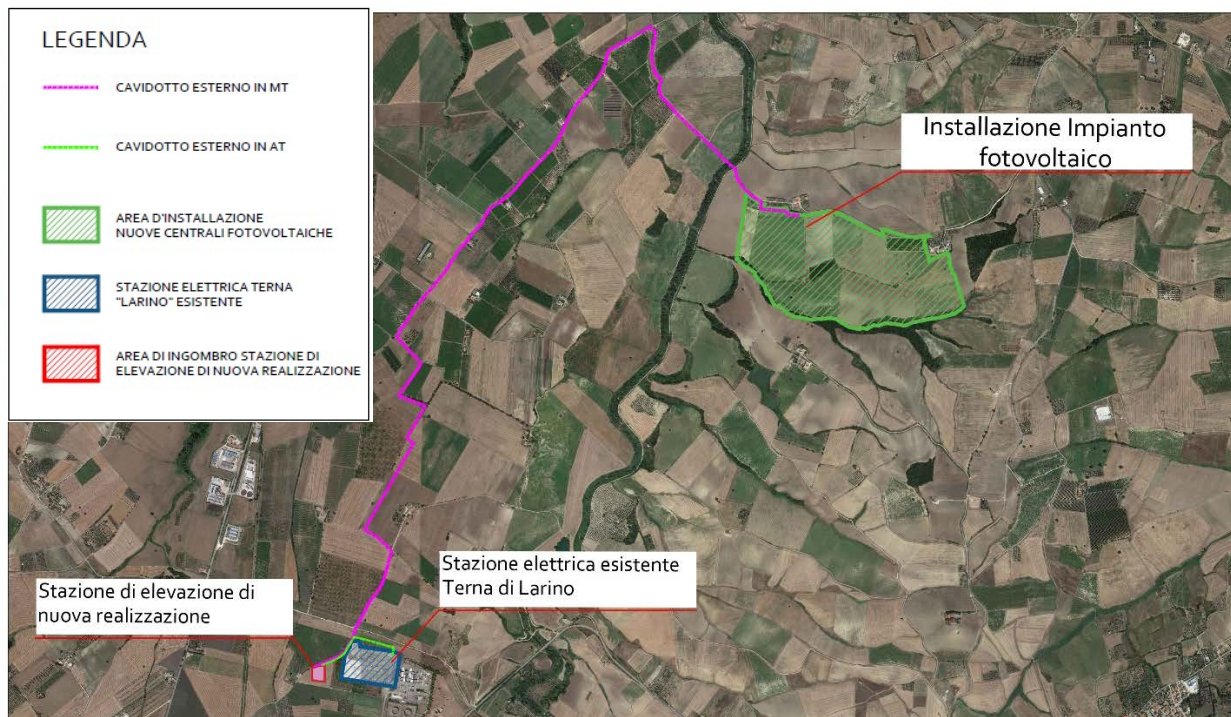 LEGENDA
CAVIDOTTO ESTERNO IN MT
CAVIDOTTO ESTERNO IN AT
AREA D'INSTALLAZIONE
NUOVE CENTRALI FOTOVOLTAICHE
STAZIONE ELETTRICA TERNA
"LARINO" ESISTENTE
AREA DI INGOMBRO STAZIONE DI
ELEVAZIONE DI NUOVA REALIZZAZIONE
Installazione Impianto
fotovoltaico
Stazione elettrica esistente
Terna di Larino
Stazione di elevazione di
nuova realizzazione